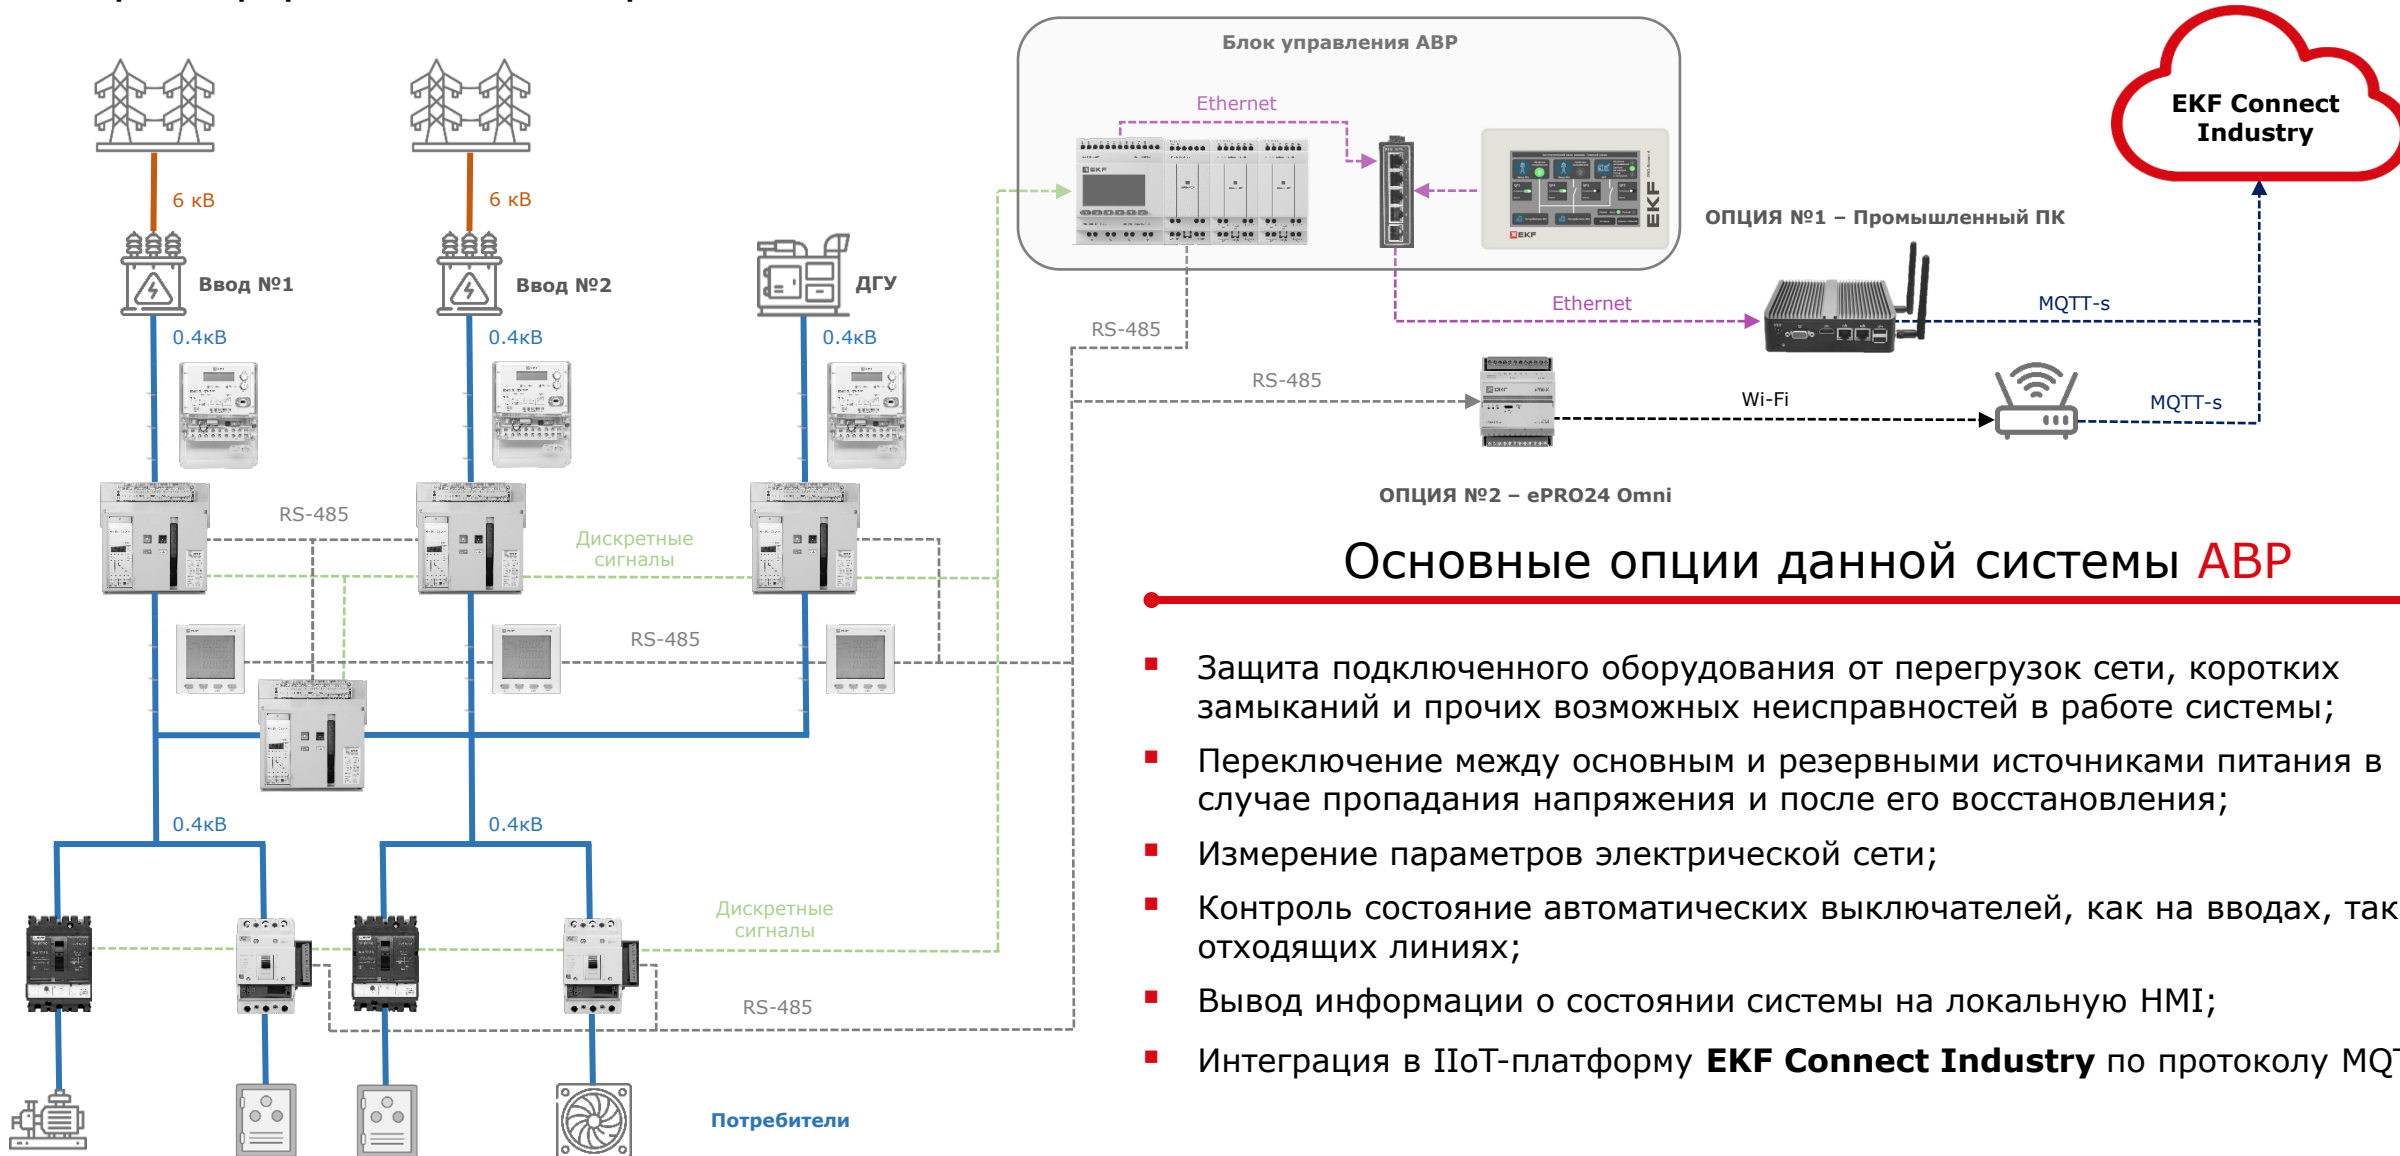 Блок управления АВР
Ethernet
EKF Connect
Industry
6 кВ
6 кВ
EKF
EKF
EKF
ОПЦИЯ №1 – Промышленный ПК
Ввод №1
Ввод №2
ДГУ
Ethernet
MQTT-s
0.4кВ
0.4кВ
0.4кВ
RS-485
RS-485
Wi-Fi
MQTT-s
ОПЦИЯ №2 – ePRO24 Omni
RS-485
Дискретные
сигналы
Основные опции данной системы АВР
RS-485
Защита подключенного оборудования от перегрузок сети, коротких
замыканий и прочих возможных неисправностей в работе системы;
Переключение между основным и резервными источниками питания в
случае пропадания напряжения и после его восстановления;
0.4кВ
0.4кВ
Измерение параметров электрической сети;
Контроль состояние автоматических выключателей, как на вводах, так
отходящих линиях;
Дискретные
сигналы
RS-485
Вывод информации о состоянии системы на локальную HMI;
Интеграция в IIoT-платформу EKF Connect Industry по протоколу MQT
Потребители